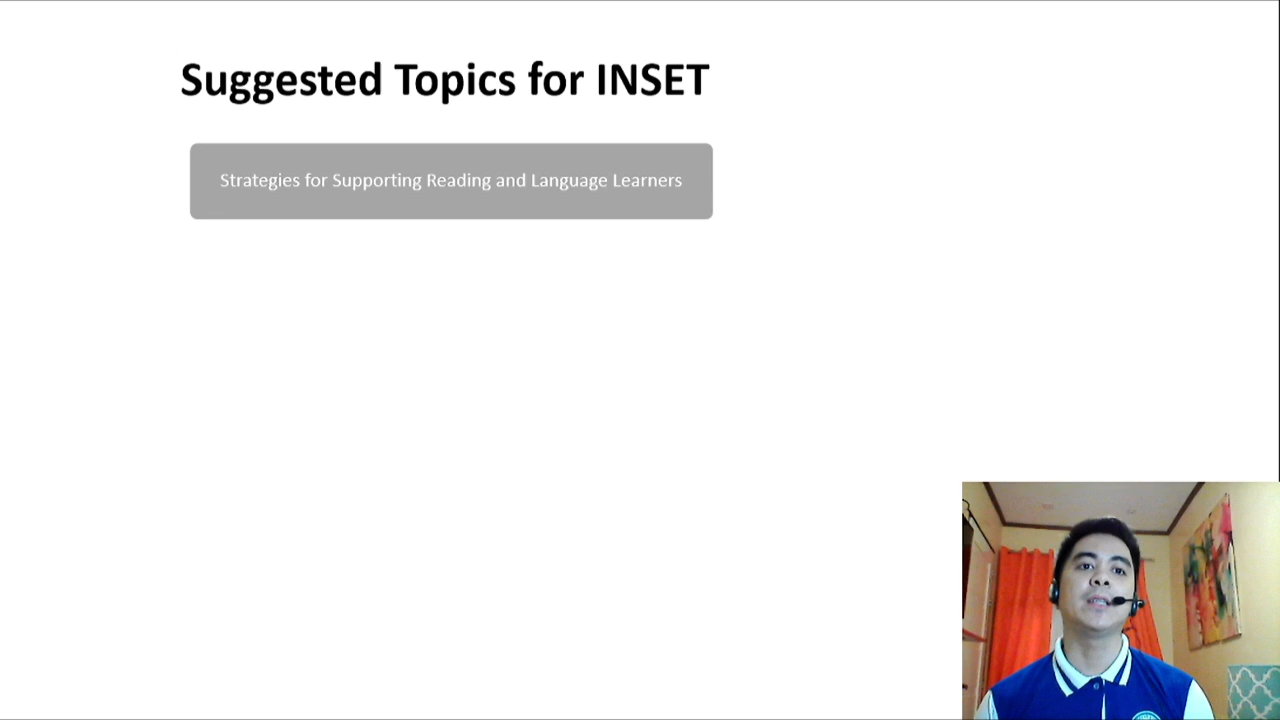 Suggested Topics for INSET
Strategies for Supporting Reading and Language Learners